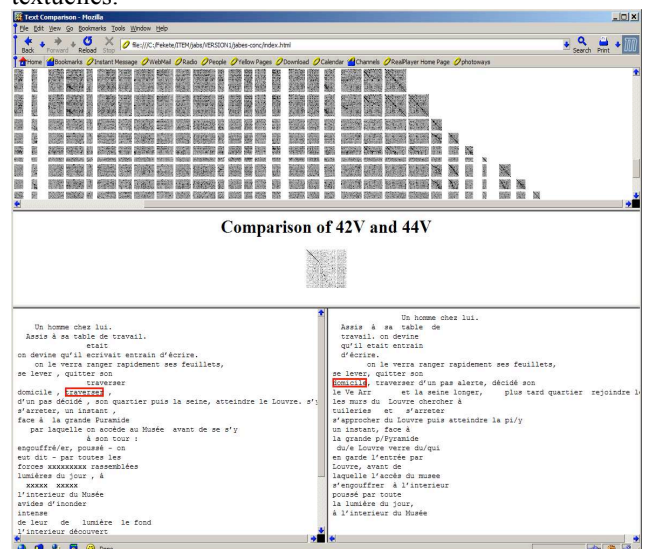 textuelles.
Text Comparison - Mozilla
File Edit View Go Bookmarks Tools Window Help
Back Forward Reload Stop file:///C:/Fekete/ITEM/jabs/VERSION1/jabes-conc/index.html Search Print
Home Bookmarks Instant Message WebMail Radio People Yellow Pages Download Calendar Channels RealPlayer Home Page photoways
Comparison of 42V and 44V
Un homme chez lui.
Assis à sa table de travail.
etait
on devine qu'il ecrivait entrain d'écrire.
on le verra ranger rapidement ses feuillets,
se lever , quitter son
traverser
domicile , traverser ,
d'un pas décidé , son quartier puis la seine, atteindre le Louvre.
s'arreter, un instant ,
face à la grande Puramide
par laquelle on accède au Musée avant de se s'y
à son tour :
engouffré/er, poussé - on
eut dit - par toutes les
forces xxxxxxxxx rassemblées
lumières du jour , à
xxxxx xxxxx
l'interieur du Musée
avides d'inonder
intense
de leur de lumière le fond
l'interieur découvert
Un homme chez lui.
Assis à sa table de
travail. on devine
qu'il etait entrain
d'écrire.
on le verra ranger rapidement ses feuillets,
se lever, quitter son
domicile, traverser d'un pas alerte, décidé son
le Ve Arr et la seine longer, plus tard quartier rejoindre
ses murs du Louvre chercher à
tuileries et s'arreter
s'approcher du Louvre puis atteindre la pi/y
un instant, face à
la grande p/Pyramide
du/e Louvre verre du/qui
en garde l'entrée par
Louvre, avant de
laquelle l'accès du musee
s'engouffrer à l'interieur
poussé par toute
la lumière du jour,
à l'interieur du Musée
Done